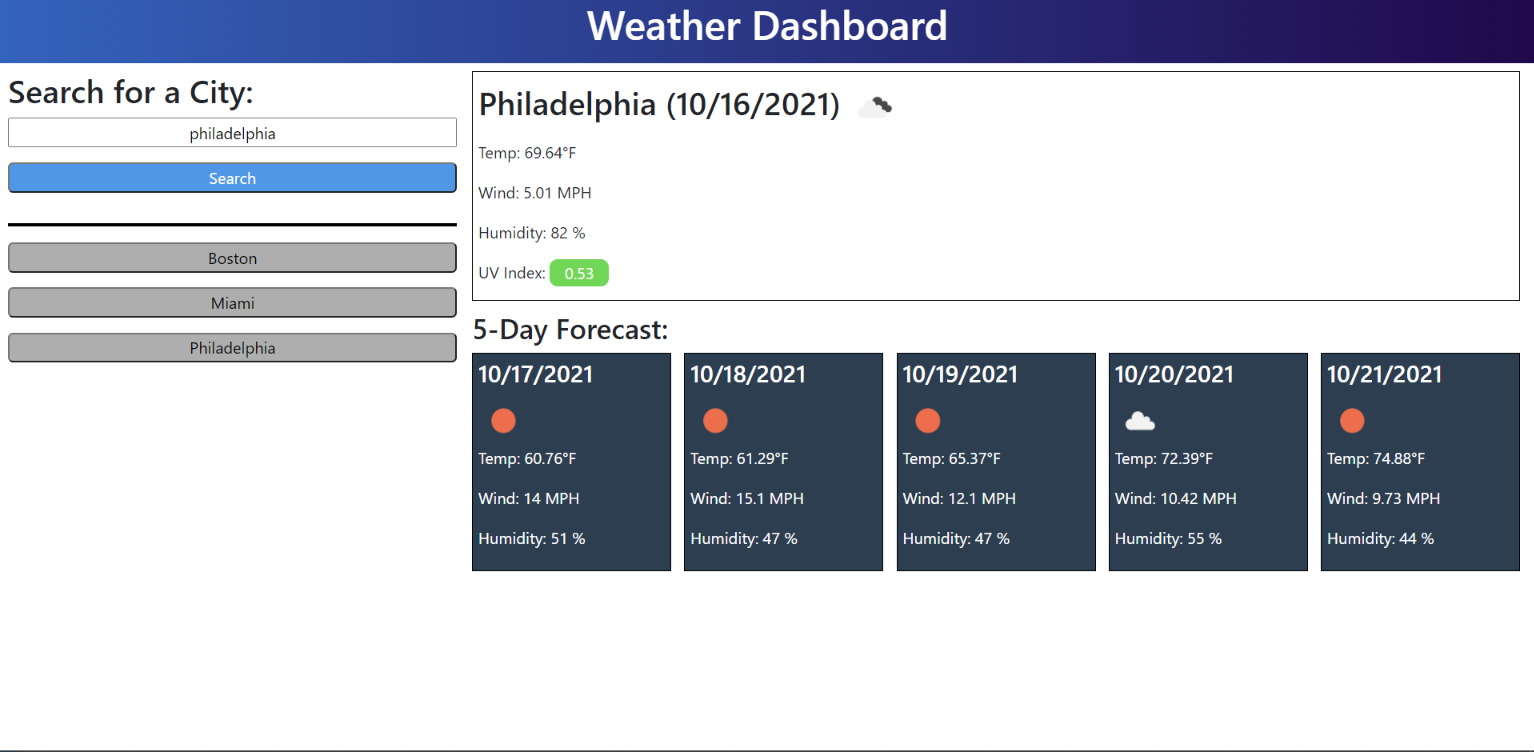 Weather Dashboard
Search for a City:
philadelphia
Search
Boston
Miami
Philadelphia
Philadelphia (10/16/2021)
Temp: 69.64°F
Wind: 5.01 MPH
Humidity: 82 %
UV Index: 0.53
5-Day Forecast:
10/17/2021
Temp: 60.76°F
Wind: 14 MPH
Humidity: 51 %
10/18/2021
Temp: 61.29°F
Wind: 15.1 MPH
Humidity: 47 %
10/19/2021
Temp: 65.37°F
Wind: 12.1 MPH
Humidity: 47 %
10/20/2021
Temp: 72.39°F
Wind: 10.42 MPH
Humidity: 55 %
10/21/2021
Temp: 74.88°F
Wind: 9.73 MPH
Humidity: 44 %